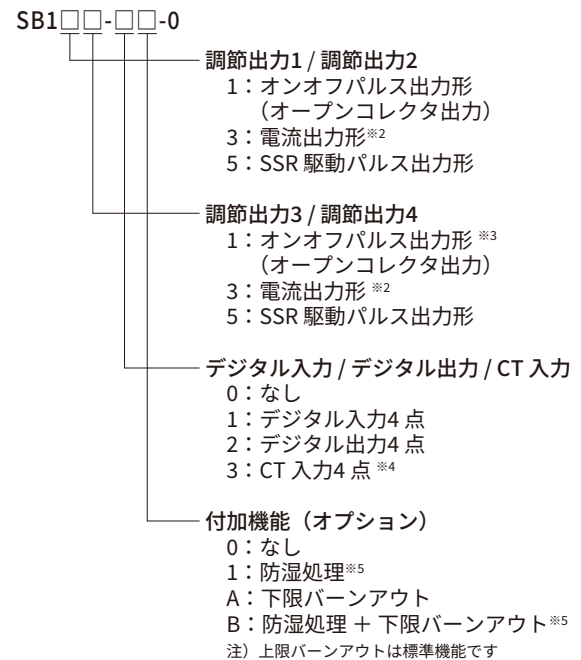 SB1□□-□□-0
調節出力1 / 調節出力2
1：オンオフパルス出力形
（オープンコレクタ出力）
3：電流出力形※2
5：SSR 駆動パルス出力形
調節出力3 / 調節出力4
1：オンオフパルス出力形 ※3
（オープンコレクタ出力）
3：電流出力形 ※2
5：SSR 駆動パルス出力形
デジタル入力 / デジタル出力 / CT 入力
0：なし
1：デジタル入力4 点
2：デジタル出力4 点
3：CT 入力4 点 ※4
付加機能（オプション）
0：なし
1：防湿処理※5
A：下限バーンアウト
B：防湿処理 ＋ 下限バーンアウト※5
注）上限バーンアウトは標準機能です